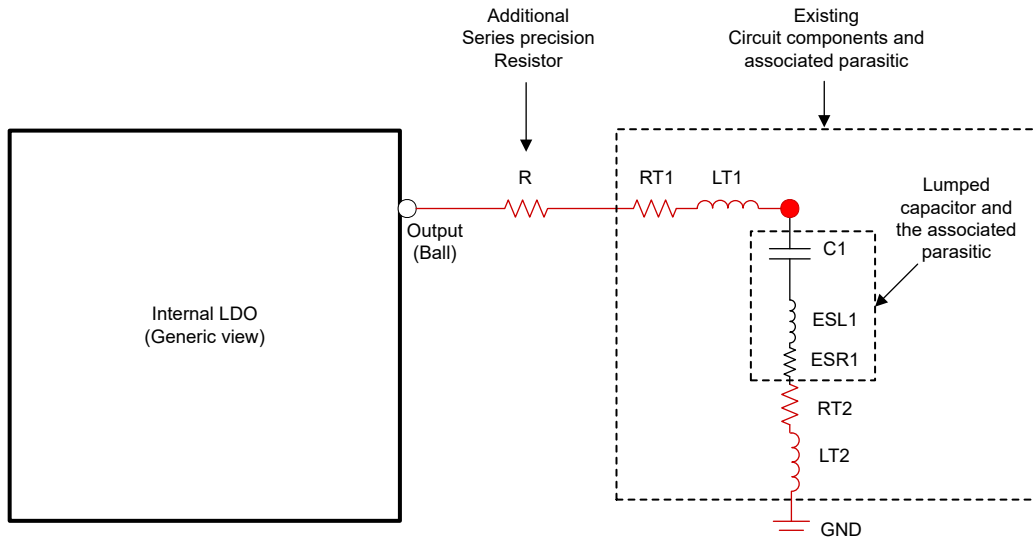 Additional
Series precision
Resistor
Existing
Circuit components and
associated parasitic
R
RT1
LT1
Lumped
capacitor and
the associated
parasitic
Output
(Ball)
C1
Internal LDO
(Generic view)
ESL1
ESR1
RT2
LT2
GND